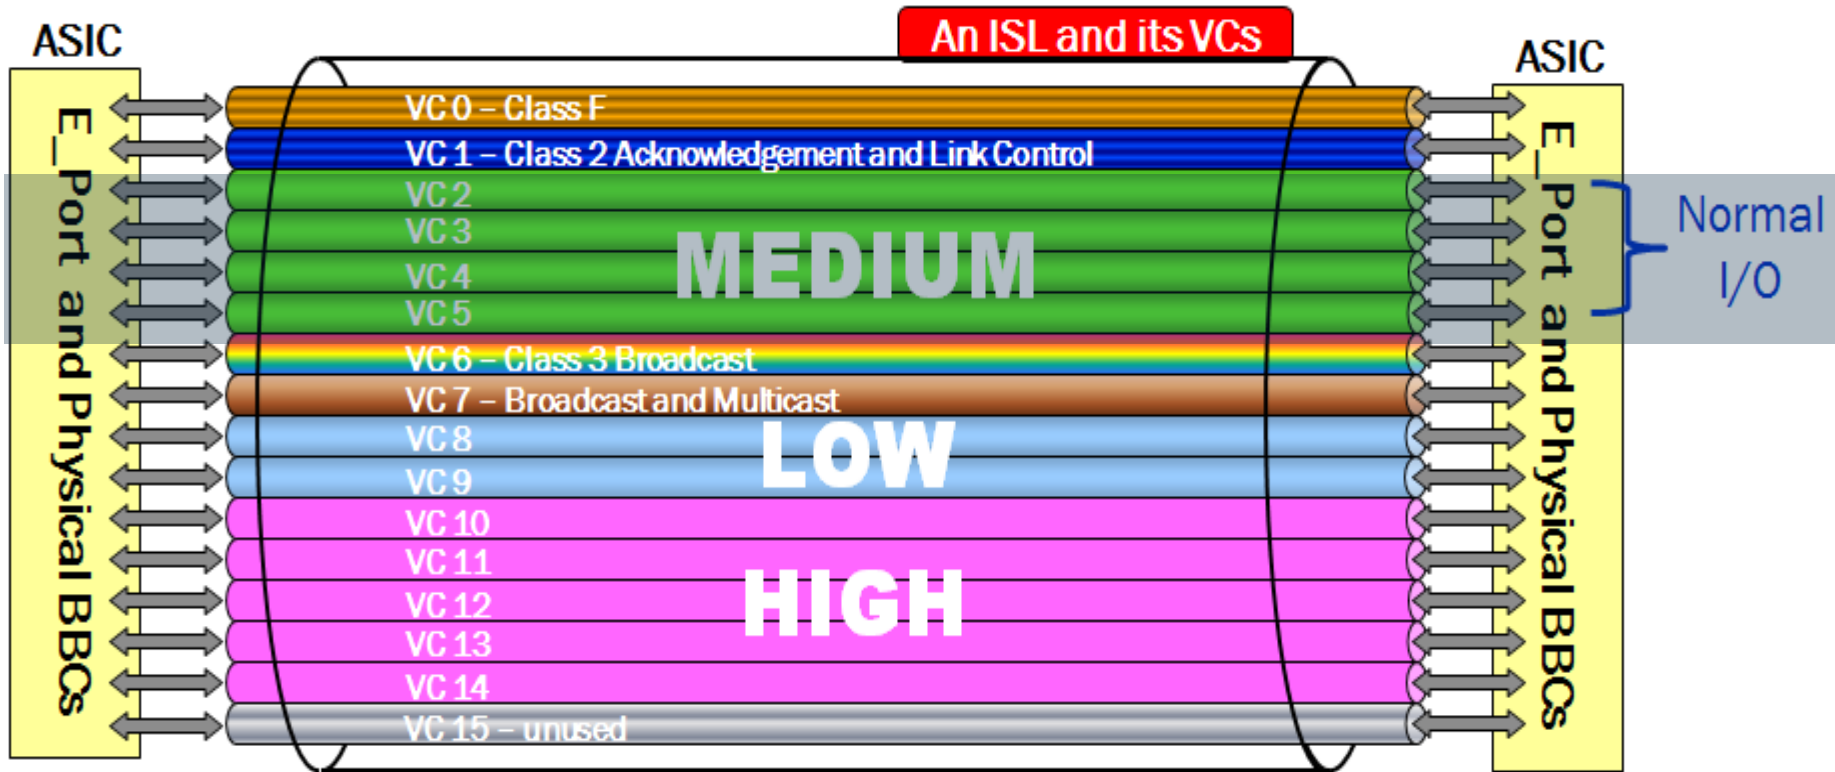 An ISL and its VCs
ASIC
ASIC
E_Port and Physical BBCs
VC 0 – Class F
VC 1 – Class 2 Acknowledgement and Link Control
VC 2
VC 3
VC 4
VC 5
MEDIUM
VC 6 – Class 3 Broadcast
VC 7 – Broadcast and Multicast
VC 8
VC 9
LOW
VC 10
VC 11
VC 12
VC 13
VC 14
HIGH
VC 15 – unused
E_Port and Physical BBCs
Normal
I/O